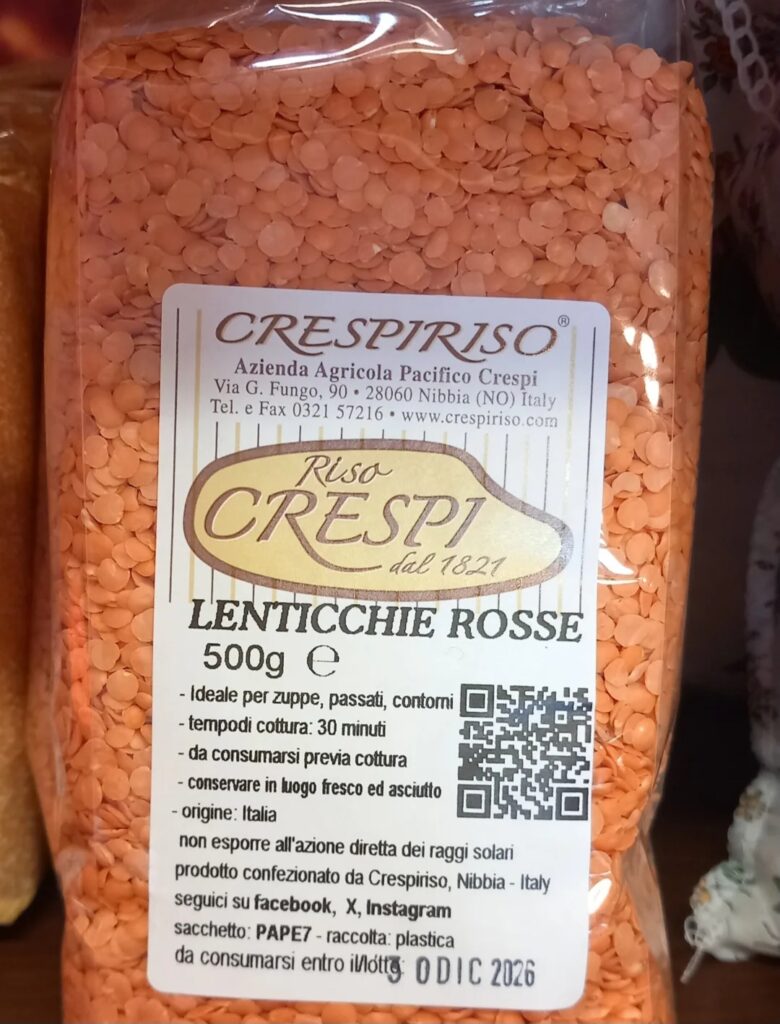 CRESPIRISO®
Azienda Agricola Pacifico Crespi
Via G. Fungo, 90 • 28060 Nibbia (NO) Italy
Tel. e Fax 0321 57216 • www.crespiriso.com
Riso
CRESPI
dal 1821
LENTICCHIE ROSSE
500g ℮
- Ideale per zuppe, passati, contorni
- tempodi cottura: 30 minuti
- da consumarsi previa cottura
- conservare in luogo fresco ed asciutto
- origine: Italia
non esporre all'azione diretta dei raggi solari
prodotto confezionato da Crespiriso, Nibbia - Italy
seguici su facebook, X, Instagram
sacchetto: PAPE7 - raccolta: plastica
da consumarsi entro il/lotto: 0 DIC 2026